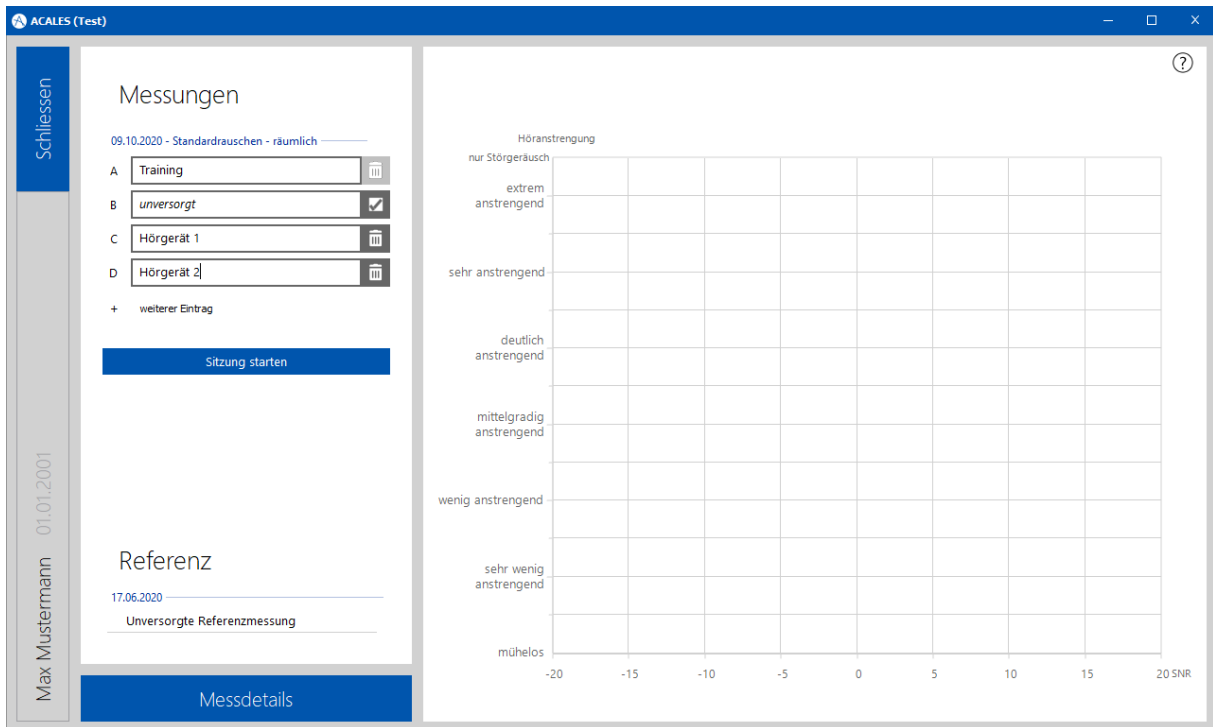 ACALES (Test)
Schliessen
Max Mustermann 01.01.2001
Messungen
09.10.2020 - Standardrauschen - räumlich
A Training
B unversorgt
C Hörgerät 1
D Hörgerät 2
+ weiterer Eintrag
Sitzung starten
Referenz
17.06.2020
Unversorgte Referenzmessung
Messdetails
?
Höranstrengung
nur Störgeräusch
extrem
anstrengend
sehr anstrengend
deutlich
anstrengend
mittelgradig
anstrengend
wenig anstrengend
sehr wenig
anstrengend
mühelos
-20 -15 -10 -5 0 5 10 15 20 SNR